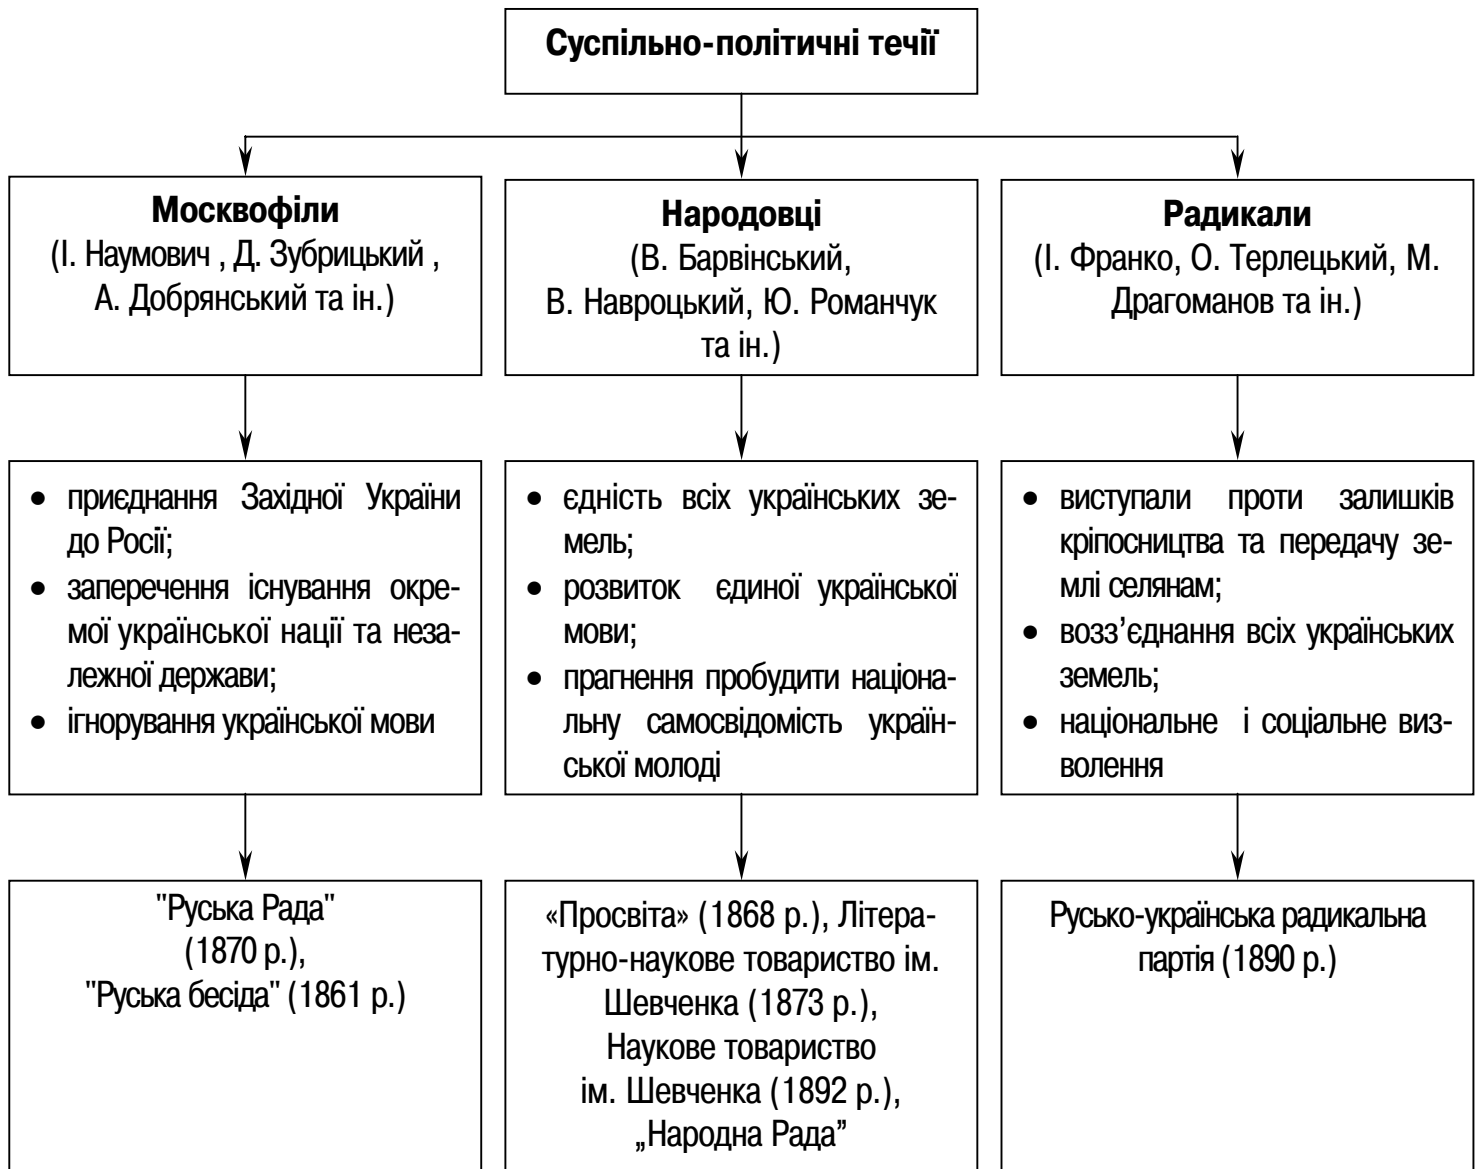 Суспільно-політичні течії
Москвофіли
(І. Наумович , Д. Зубрицький ,
А. Добрянський та ін.)
Народовці
(В. Барвінський,
В. Навроцький, Ю. Романчук
та ін.)
Радикали
(І. Франко, О. Терлецький, М.
Драгоманов та ін.)
• приєднання Західної України
до Росії;
• заперечення існування окре-
мої української нації та неза-
лежної держави;
• ігнорування української мови
• єдність всіх українських зе-
мель;
• розвиток єдиної української
мови;
• прагнення пробудити націона-
льну самосвідомість україн-
ської молоді
• виступали проти залишків
кріпосництва та передачу зе-
млі селянам;
• возз’єднання всіх українських
земель;
• національне і соціальне виз-
волення
"Руська Рада"
(1870 р.),
"Руська бесіда" (1861 р.)
«Просвіта» (1868 р.), Літера-
турно-наукове товариство ім.
Шевченка (1873 р.),
Наукове товариство
ім. Шевченка (1892 р.),
„Народна Рада”
Русько-українська радикальна
партія (1890 р.)